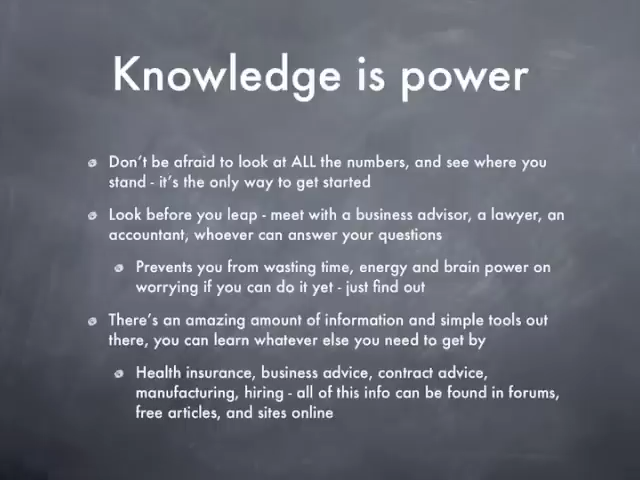 Knowledge is power
Don't be afraid to look at ALL the numbers, and see where you
stand - it's the only way to get started
Look before you leap - meet with a business advisor, a lawyer, an
accountant, whoever can answer your questions
Prevents you from wasting time, energy and brain power on
worrying if you can do it yet - just find out
There's an amazing amount of information and simple tools out
there, you can learn whatever else you need to get by
Health insurance, business advice, contract advice,
manufacturing, hiring - all of this info can be found in forums,
free articles, and sites online